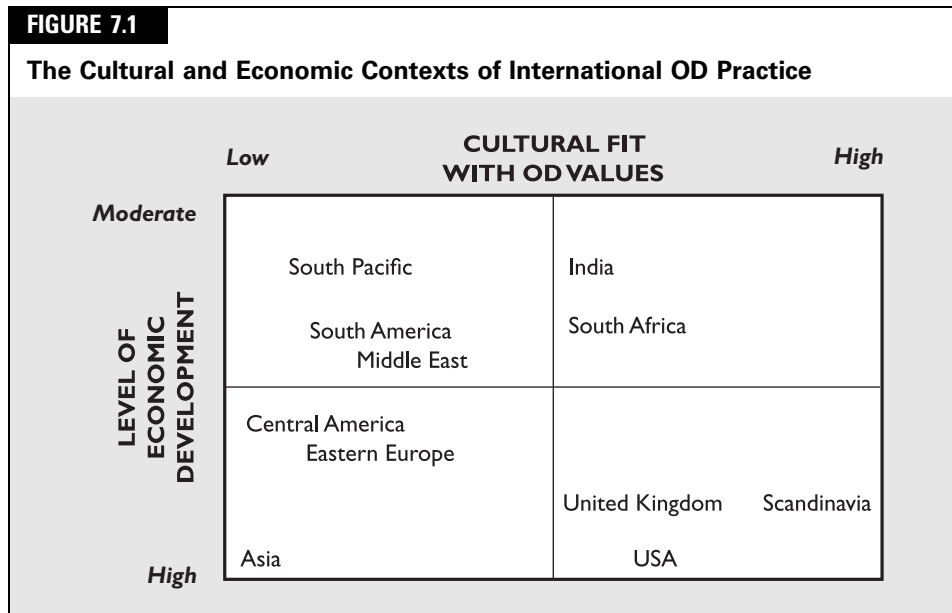 FIGURE 7.1
The Cultural and Economic Contexts of International OD Practice
CULTURAL FIT
WITH OD VALUES
Low
High
Moderate
LEVEL OF
ECONOMIC
DEVELOPMENT
South Pacific
India
South America
Middle East
South Africa
Central America
Eastern Europe
United Kingdom
Scandinavia
Asia
USA
High